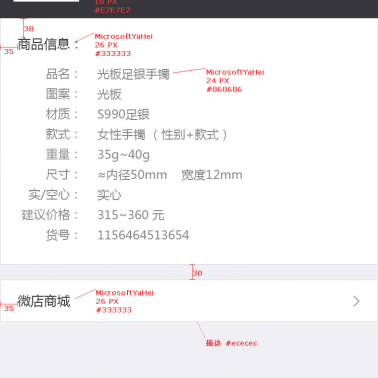 10 PX
#E7E7E7
38
商品信息：
MicrosoftYaHei
26 PX
#333333
35
品名： 光板足银手镯
MicrosoftYaHei
24 PX
#868686
图案： 光板
材质： S990足银
款式： 女性手镯（性别+款式）
重量： 35g~40g
尺寸： ≈内径50mm 宽度12mm
实/空心： 实心
建议价格： 315~360 元
货号： 1156464513654
30
微店商城
MicrosoftYaHei
26 PX
#333333
35
描边 #ececec